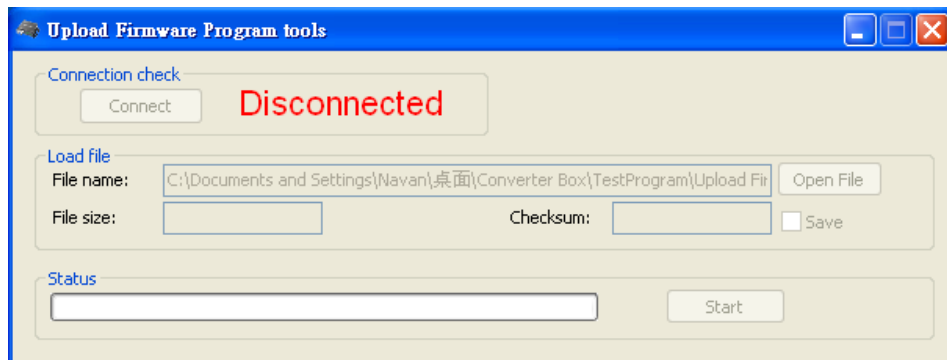 Upload Firmware Program tools
Connection check
Connect Disconnected
Load file
File name: C:\Documents and Settings\Navan\桌面\Converter Box\TestProgram\Upload Fir Open File
File size: Checksum: Save
Status
Start